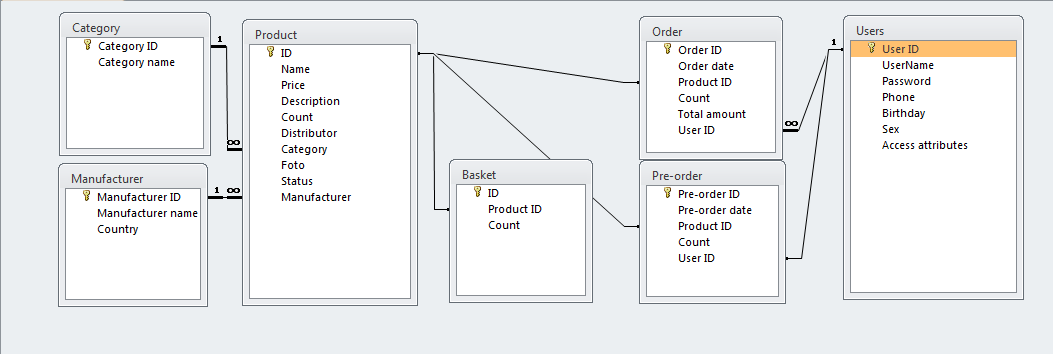 Category
Category ID
Category name
Manufacturer
Manufacturer ID
Manufacturer name
Country
Product
ID
Name
Price
Description
Count
Distributor
Category
Foto
Status
Manufacturer
Basket
ID
Product ID
Count
Order
Order ID
Order date
Product ID
Count
Total amount
User ID
Pre-order
Pre-order ID
Pre-order date
Product ID
Count
User ID
Users
User ID
UserName
Password
Phone
Birthday
Sex
Access attributes
1
∞
1
∞
1
∞